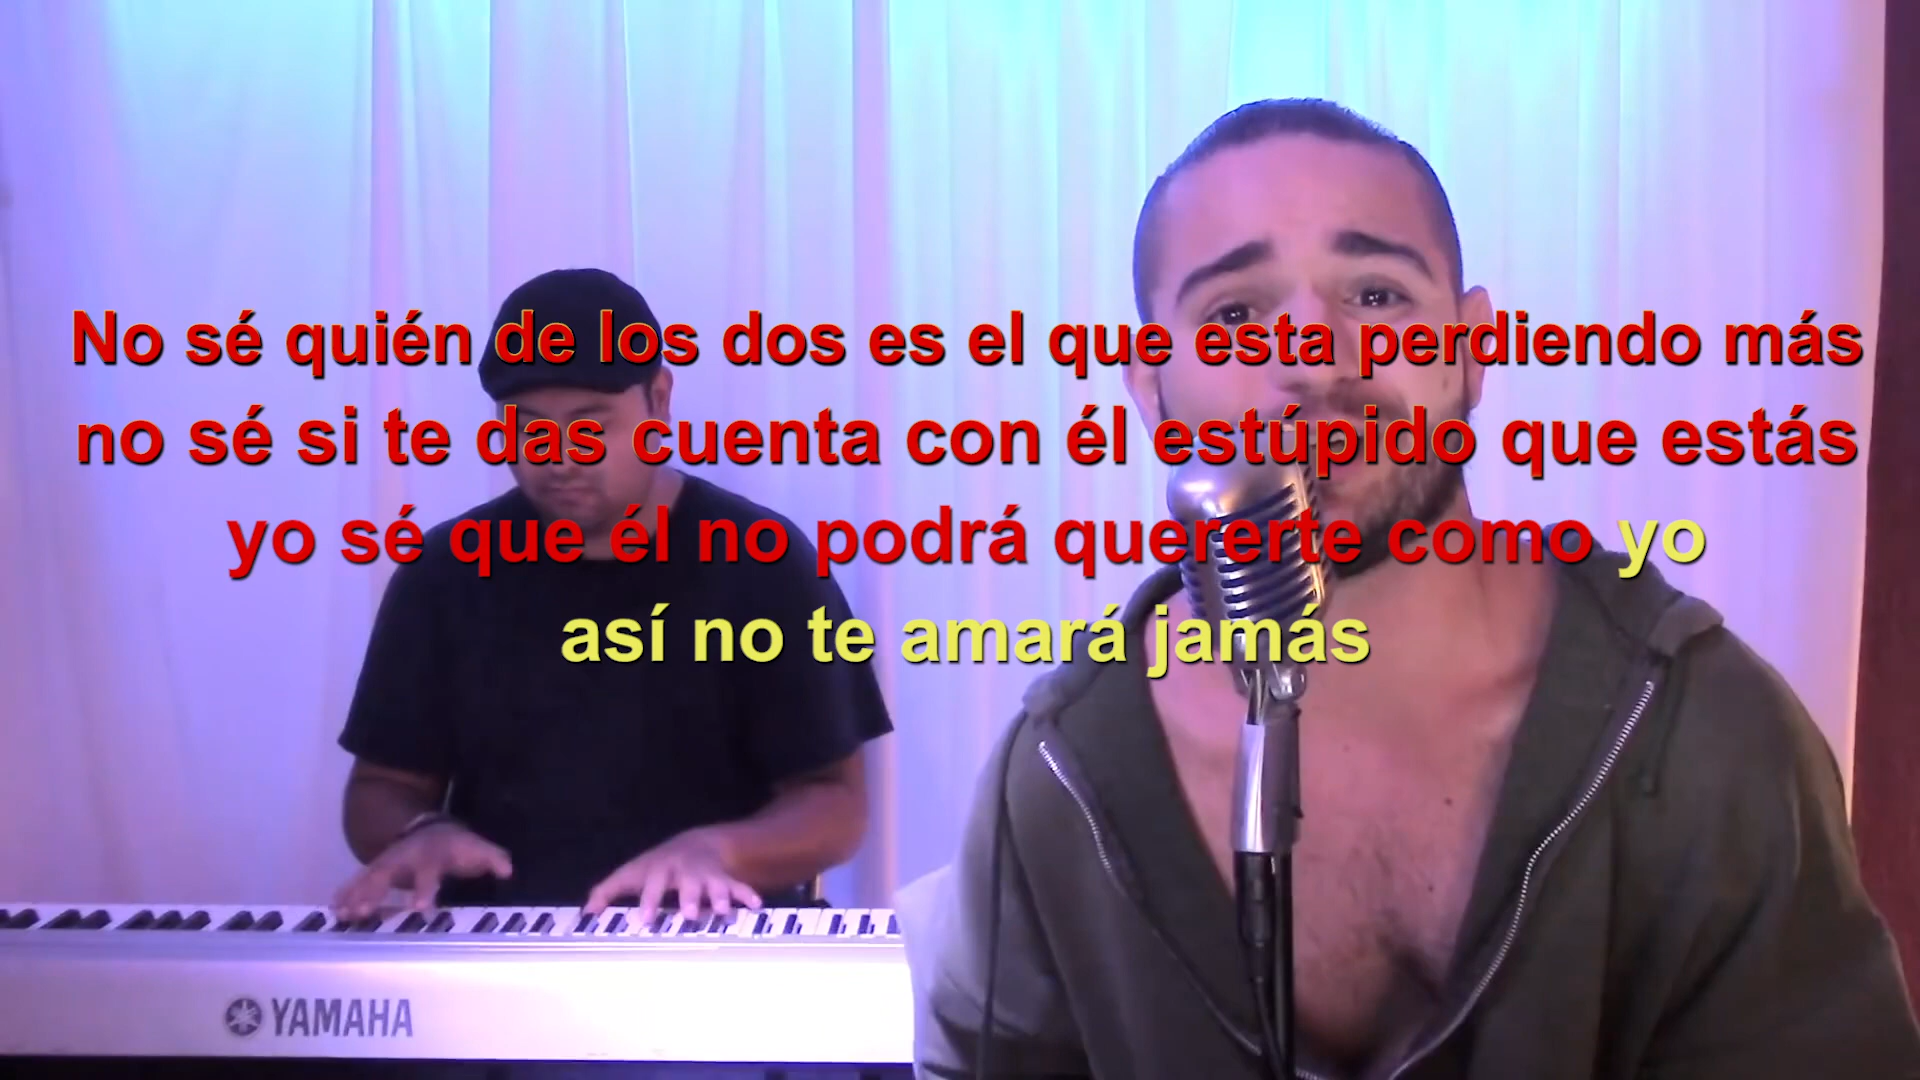 No sé quién de los dos es el que esta perdiendo más
no sé si te das cuenta con él estúpido que estás
yo sé que él no podrá quererte como yo
así no te amará jamás
YAMAHA